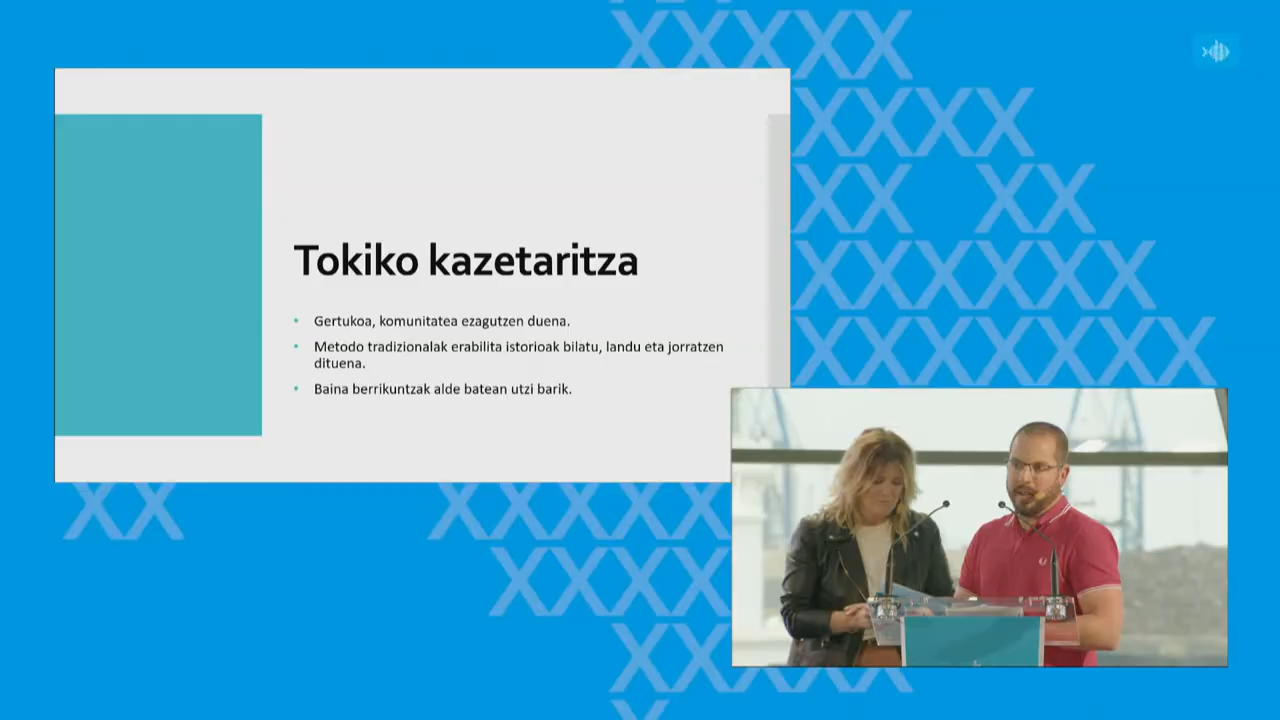 Tokiko kazetaritza
• Gertukoa, komunitatea ezagutzen duena.
• Metodo tradizionalak erabilita istorioak bilatu, landu eta jorratzen
dituena.
• Baina berrikuntzak alde batean utzi barik.